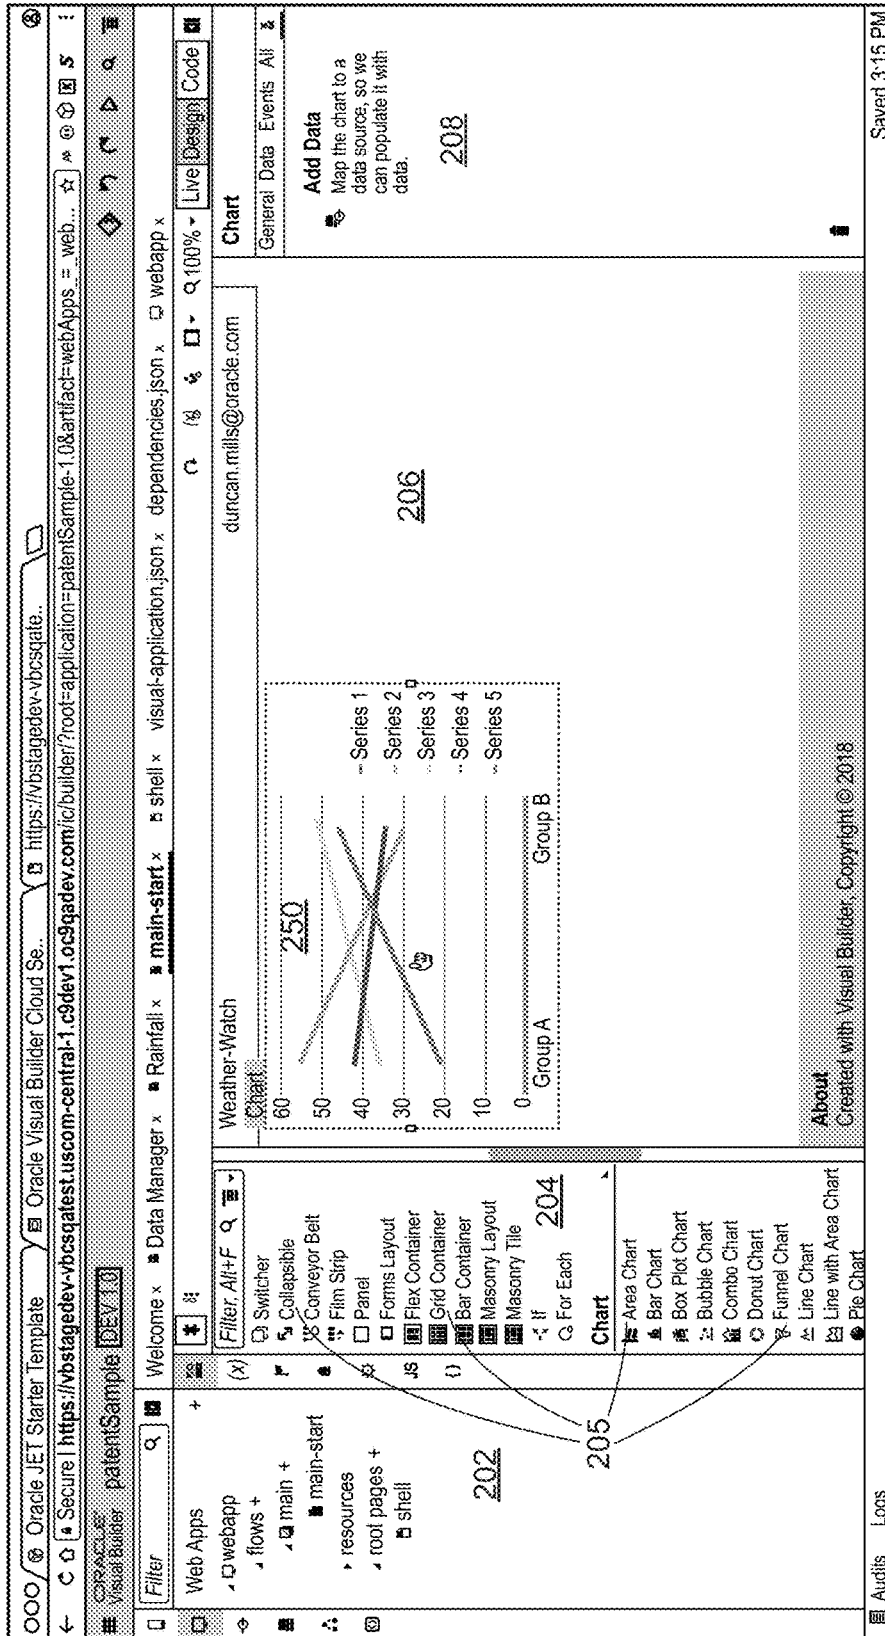 Oracle JET Starter Template
Oracle Visual Builder Cloud Se..
https://vbstagedev-vbcsqate..
Secure | https://vbstagedev-vbcsqatest.uscom-central-1.c9dev1.oc9qadev.com/ic/builder/?root=application=patentSample-1.0&artifact=webApps_=_web...
ORACLE
Visual Builder
patentSample DEV 1.0
Filter
Web Apps +
webapp
flows +
main +
main-start
resources
root pages +
shell
202
205
Welcome x
Data Manager x
Rainfall x
main-start x
shell x
visual-application.json x
dependencies.json x
webapp x
100%
Live Design Code
(x)
JS
{}
Filter. Alt+F
Switcher
Collapsible
Conveyor Belt
Film Strip
Panel
Forms Layout
Flex Container
Grid Container
Bar Container
Masonry Layout
Masonry Tile
If
For Each
204
Chart
Area Chart
Bar Chart
Box Plot Chart
Bubble Chart
Combo Chart
Donut Chart
Funnel Chart
Line Chart
Line with Area Chart
Pie Chart
Weather-Watch
duncan.mills@oracle.com
Chart
60
50
40
30
20
10
0
Group A
Group B
250
Series 1
Series 2
Series 3
Series 4
Series 5
206
About
Created with Visual Builder, Copyright © 2018
Chart
General Data Events All
Add Data
Map the chart to a
data source, so we
can populate it with
data.
208
Audits
Logs
Saved 3:15 PM